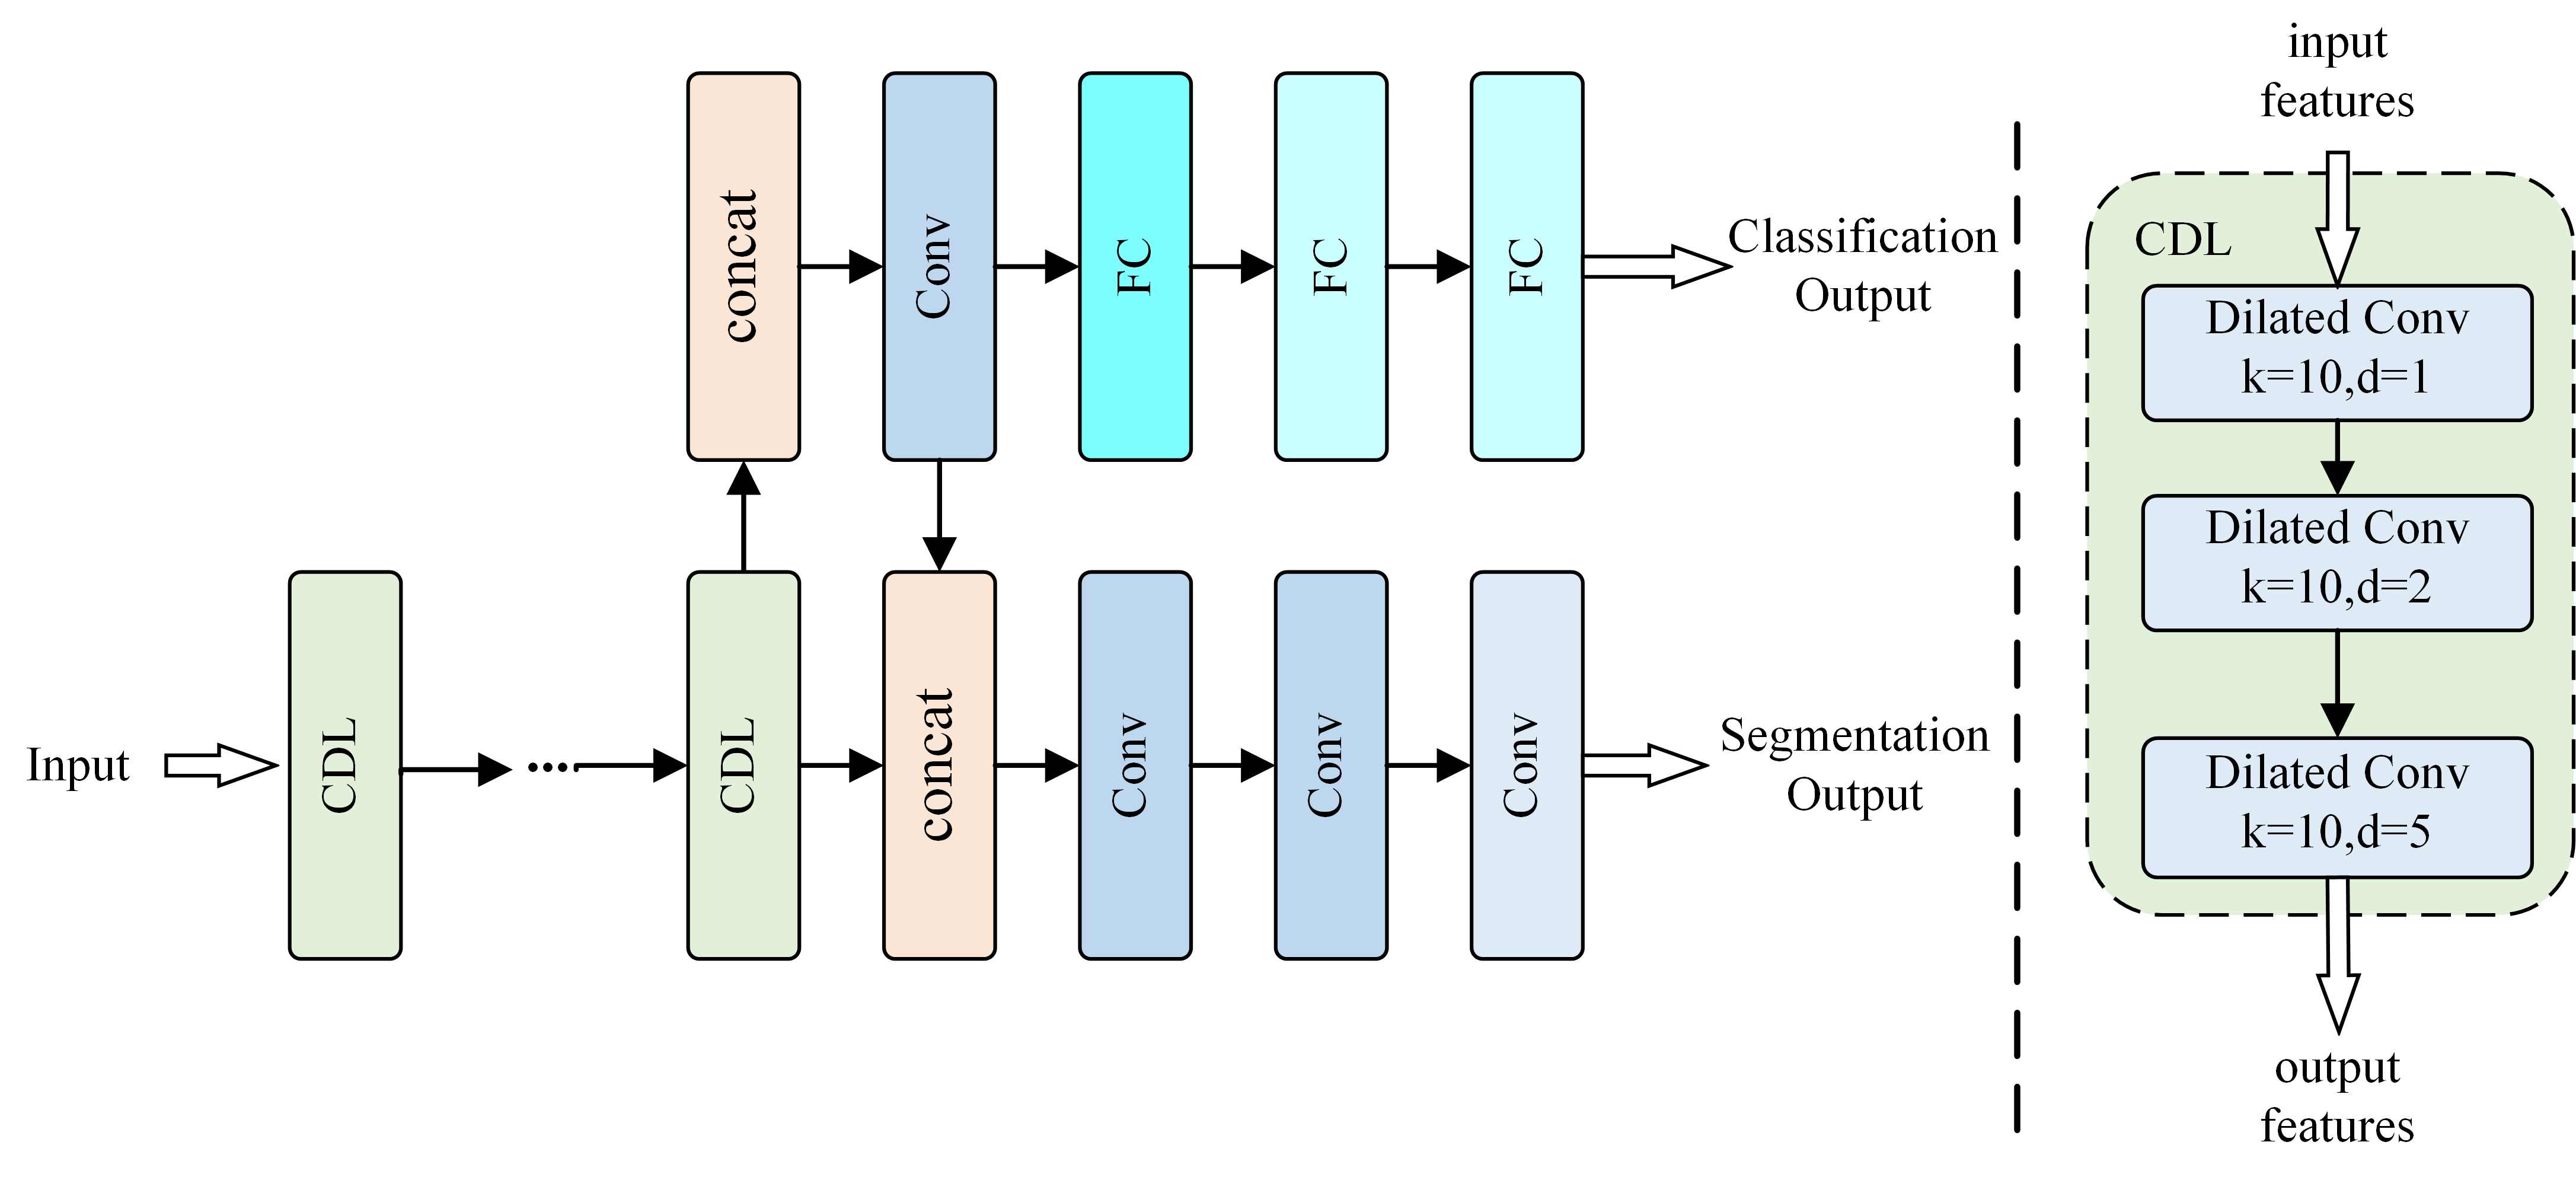 concat
Conv
FC
FC
FC
Classification
Output
Input
CDL
...
CDL
concat
Conv
Conv
Conv
Segmentation
Output
input
features
CDL
Dilated Conv
k=10,d=1
Dilated Conv
k=10,d=2
Dilated Conv
k=10,d=5
output
features